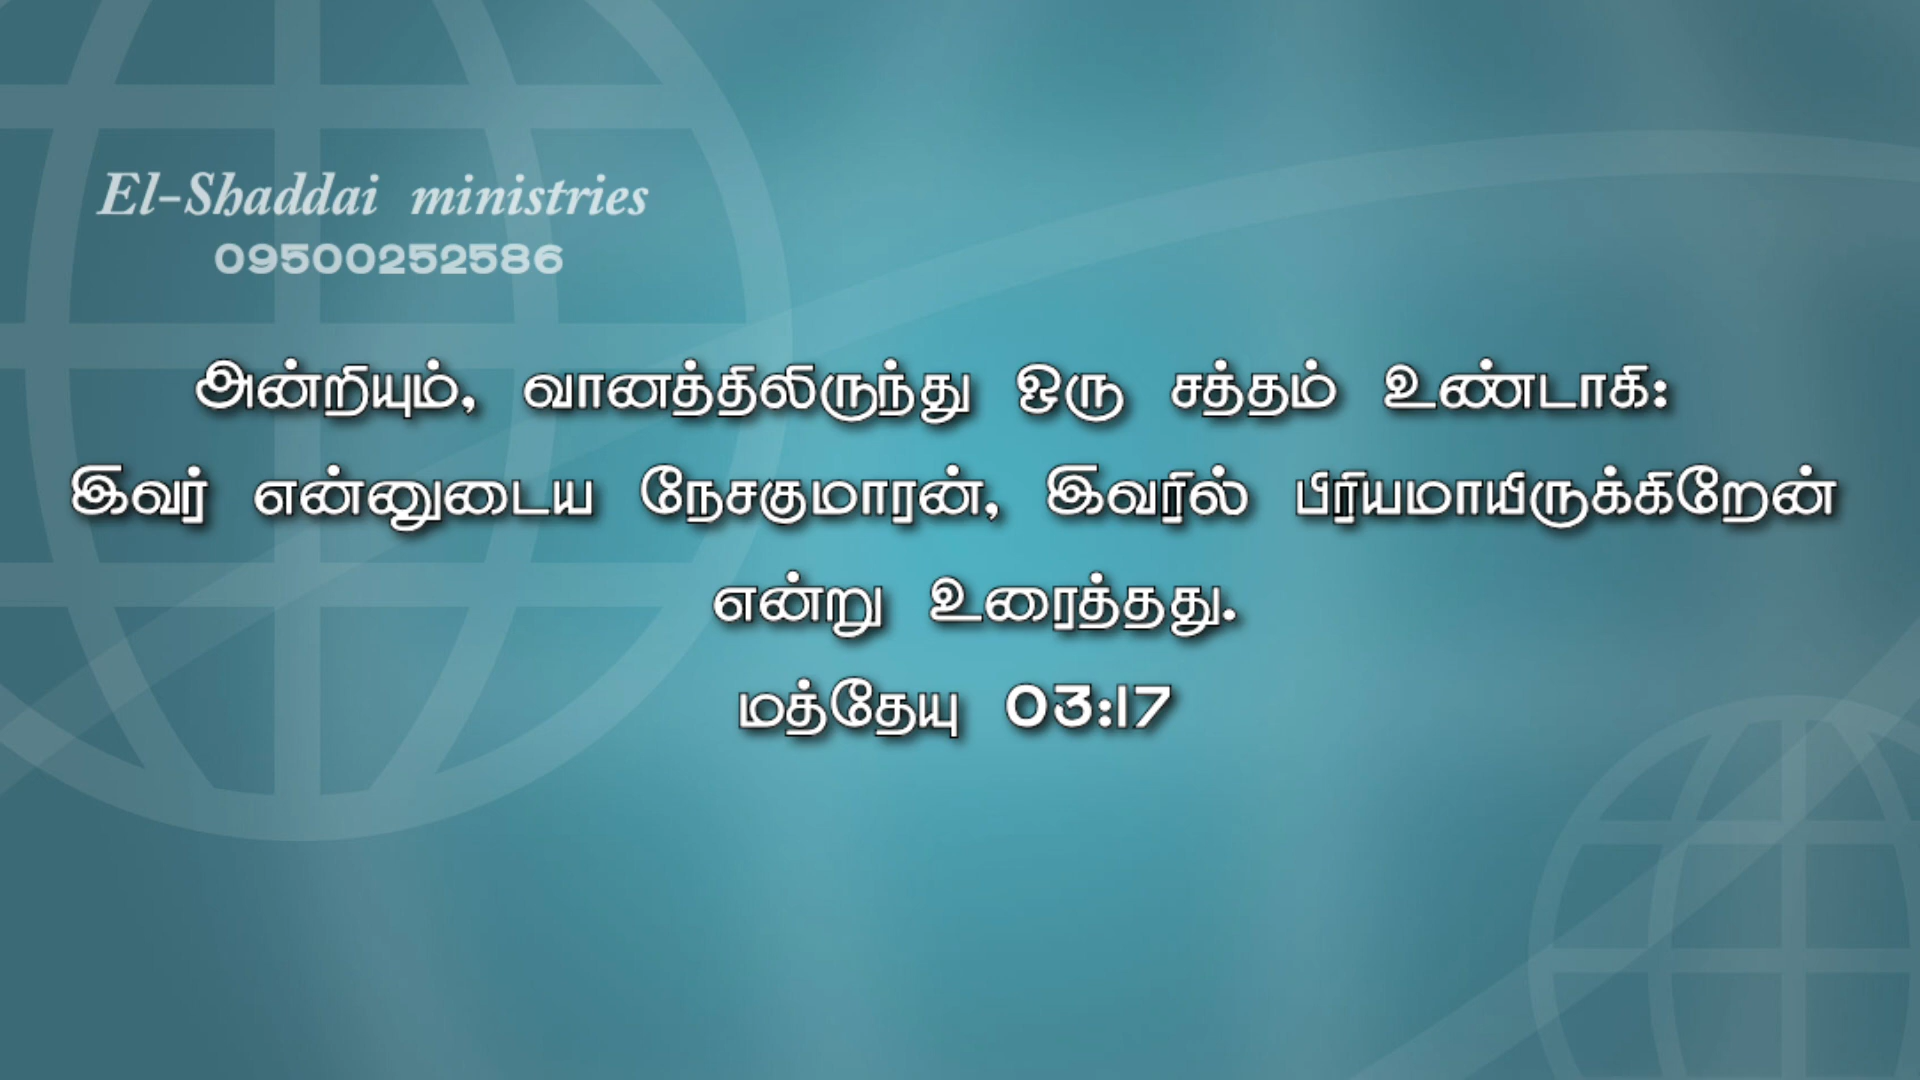 El-Shaddai ministries
09500252586
அன்றியும், வானத்திலிருந்து ஒரு சத்தம் உண்டாகி:
இவர் என்னுடைய நேசகுமாரன், இவரில் பிரியமாயிருக்கிறேன்
என்று உரைத்தது.
மத்தேயு 03:17